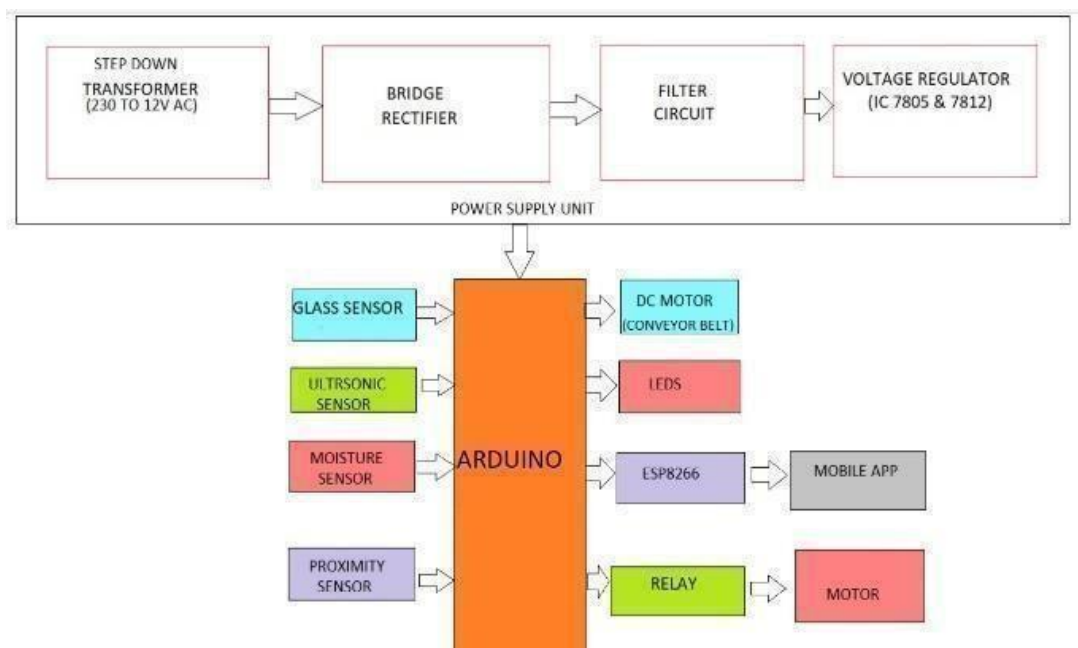 STEP DOWN
TRANSFORMER
(230 TO 12V AC)
BRIDGE
RECTIFIER
FILTER
CIRCUIT
VOLTAGE REGULATOR
(IC 7805 & 7812)
POWER SUPPLY UNIT
GLASS SENSOR
ULTRSONIC
SENSOR
MOISTURE
SENSOR
PROXIMITY
SENSOR
ARDUINO
DC MOTOR
(CONVEYOR BELT)
LEDS
ESP8266
MOBILE APP
RELAY
MOTOR